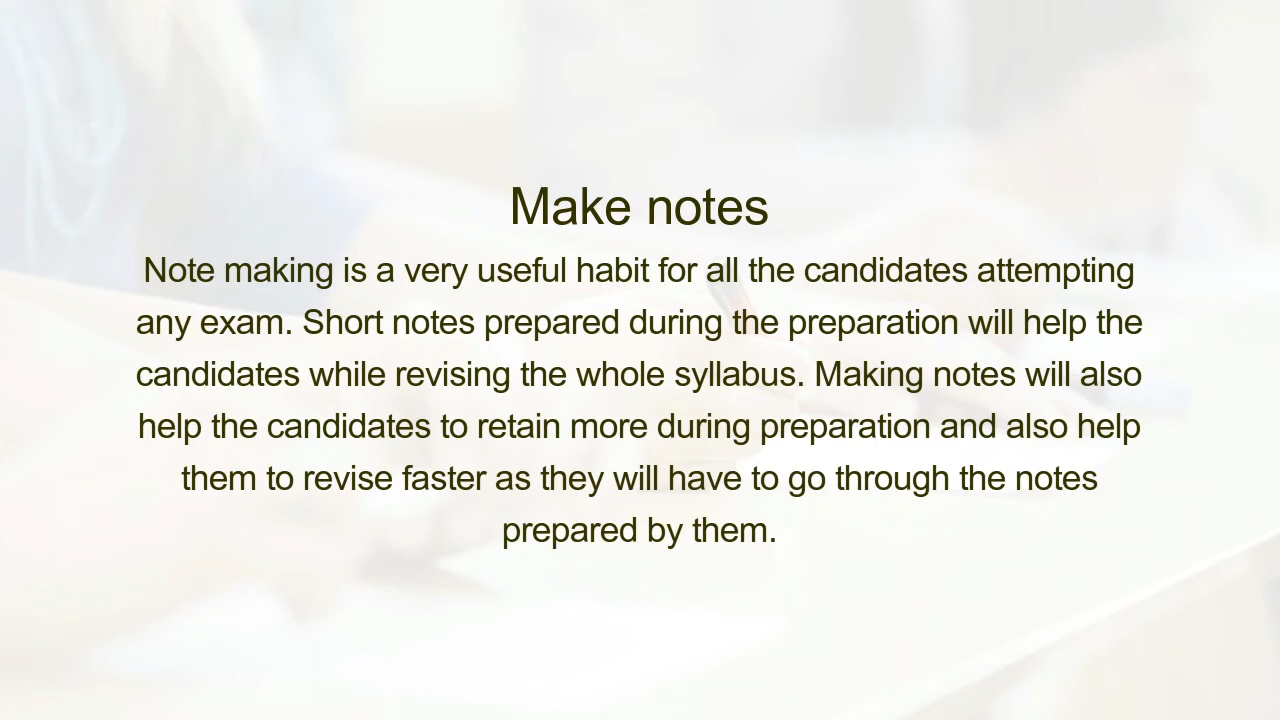 Make notes
Note making is a very useful habit for all the candidates attempting
any exam. Short notes prepared during the preparation will help the
candidates while revising the whole syllabus. Making notes will also
help the candidates to retain more during preparation and also help
them to revise faster as they will have to go through the notes
prepared by them.